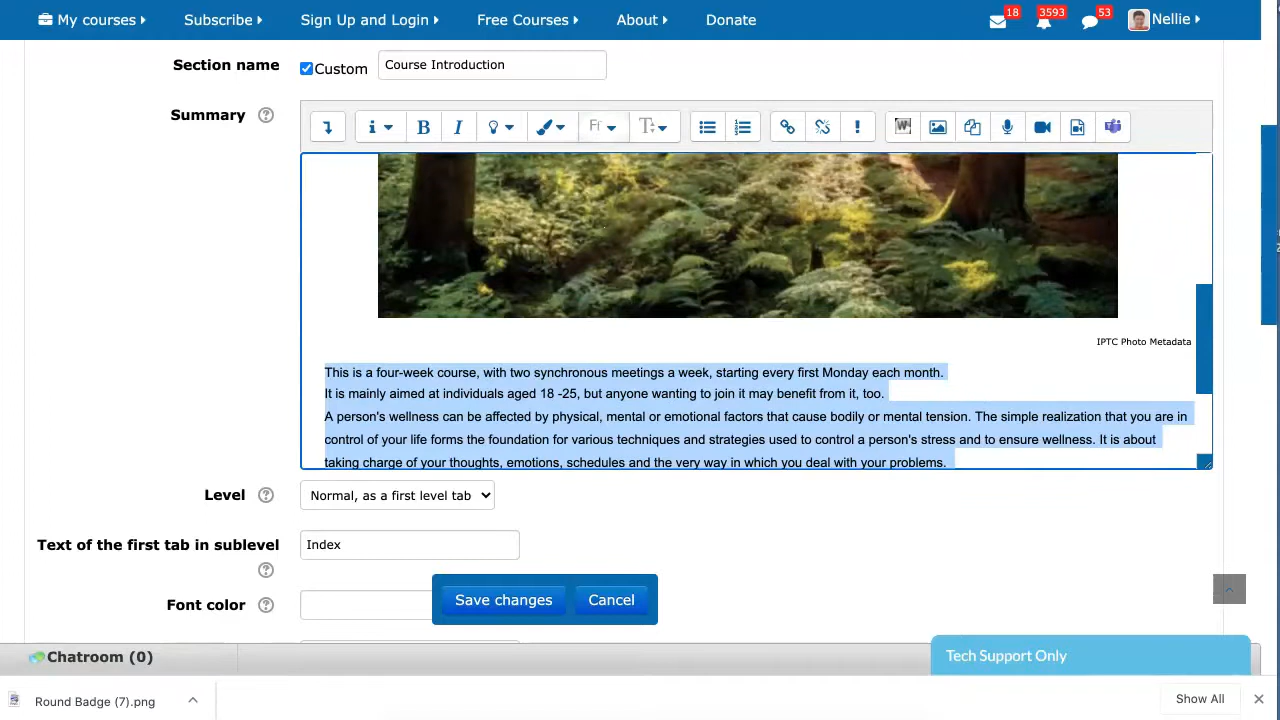 My courses Subscribe Sign Up and Login Free Courses About Donate 18 3593 53 Nellie
Section name Custom Course Introduction
Summary
B I
IPTC Photo Metadata
This is a four-week course, with two synchronous meetings a week, starting every first Monday each month.
It is mainly aimed at individuals aged 18 -25, but anyone wanting to join it may benefit from it, too.
A person's wellness can be affected by physical, mental or emotional factors that cause bodily or mental tension. The simple realization that you are in
control of your life forms the foundation for various techniques and strategies used to control a person's stress and to ensure wellness. It is about
taking charge of your thoughts, emotions, schedules and the very way in which you deal with your problems.
Level Normal, as a first level tab
Text of the first tab in sublevel Index
Font color
Save changes Cancel
Chatroom (0)
Tech Support Only
Round Badge (7).png Show All